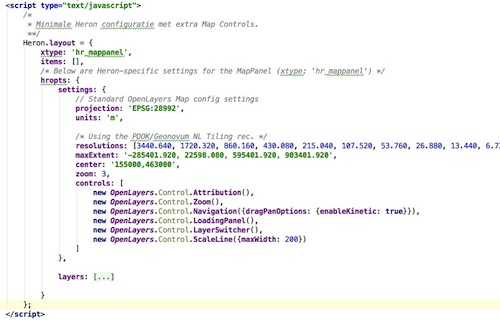 <script type="text/javascript">
/*
* Minimale Heron configuratie met extra Map Controls.
**/
Heron.layout = {
xtype: 'hr_mappanel',
items: [],
/* Below are Heron-specific settings for the MapPanel (xtype: 'hr_mappanel') */
hropts: {
settings: {
// Standard OpenLayers Map config settings
projection: 'EPSG:28992',
units: 'm',
/* Using the PDOK/Geonovum NL Tiling rec. */
resolutions: [3440.640, 1720.320, 860.160, 430.080, 215.040, 107.520, 53.760, 26.880, 13.440, 6.7
maxExtent: '-285401.920, 22598.080, 595401.920, 903401.920',
center: '155000,463000',
zoom: 3,
controls: [
new OpenLayers.Control.Attribution(),
new OpenLayers.Control.Zoom(),
new OpenLayers.Control.Navigation({dragPanOptions: {enableKinetic: true}}),
new OpenLayers.Control.LoadingPanel(),
new OpenLayers.Control.LayerSwitcher(),
new OpenLayers.Control.ScaleLine({maxWidth: 200})
]
},
layers: [...]
}
};
</script>